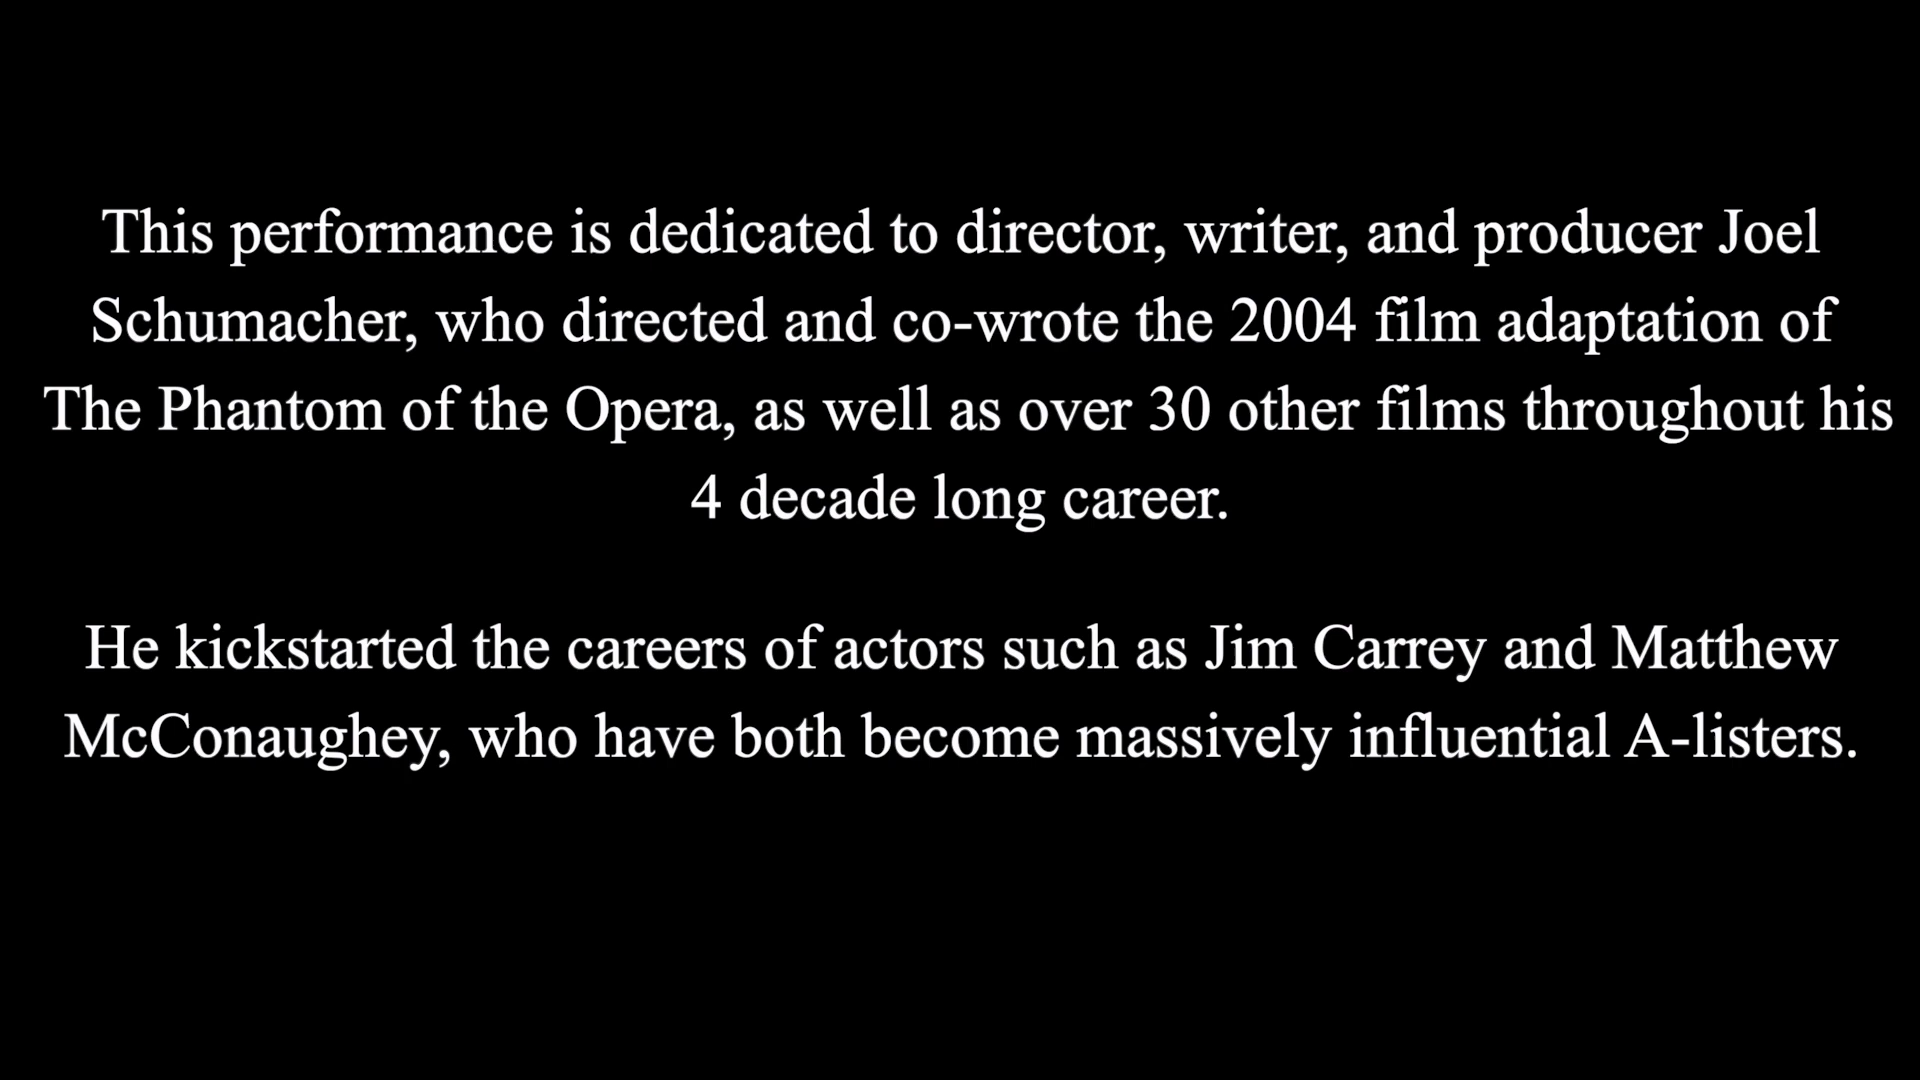 This performance is dedicated to director, writer, and producer Joel
Schumacher, who directed and co-wrote the 2004 film adaptation of
The Phantom of the Opera, as well as over 30 other films throughout his
4 decade long career.
He kickstarted the careers of actors such as Jim Carrey and Matthew
McConaughey, who have both become massively influential A-listers.